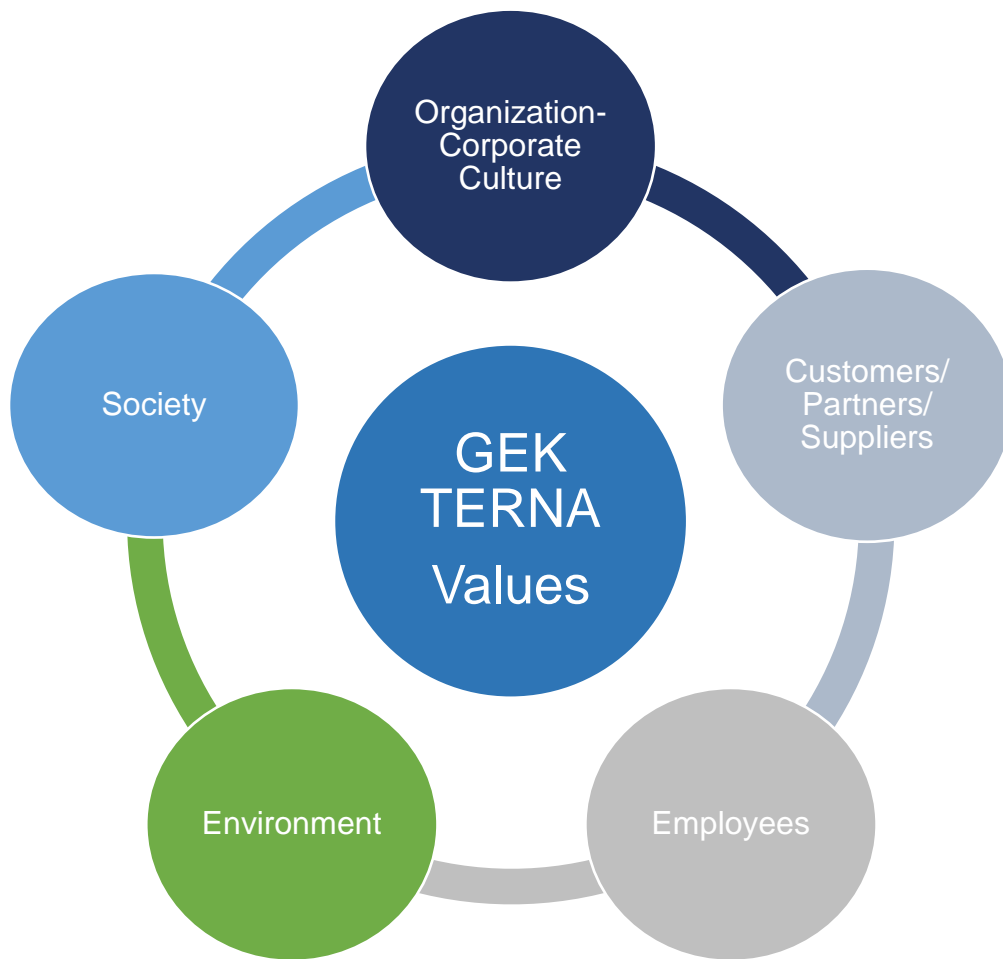 Organization-
Corporate
Culture
Customers/
Partners/
Suppliers
Society
GEK
TERNA
Values
Environment
Employees